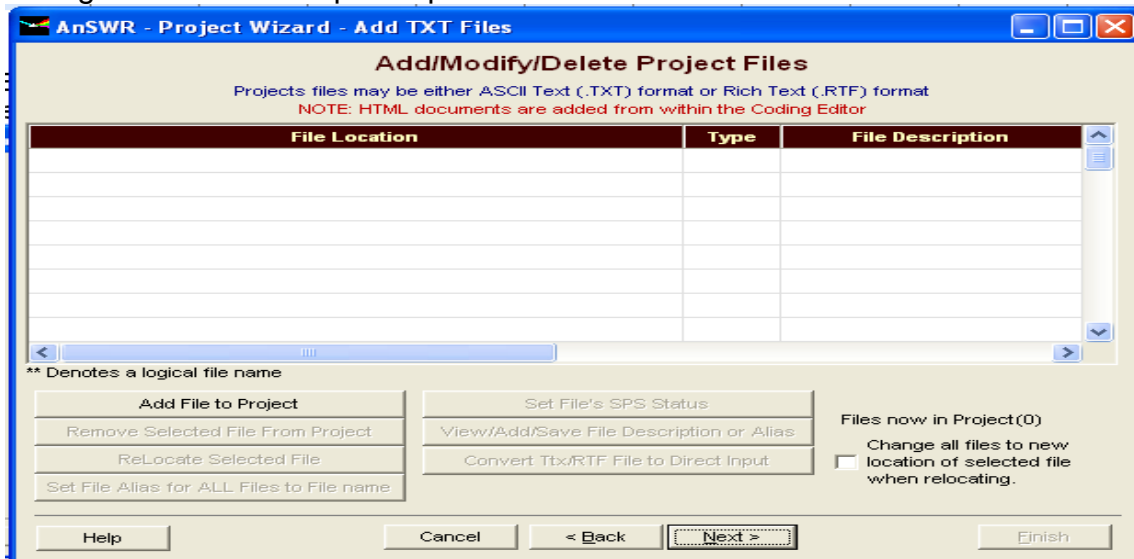 AnSWR - Project Wizard - Add TXT Files
Add/Modify/Delete Project Files
Projects files may be either ASCII Text (.TXT) format or Rich Text (.RTF) format
NOTE: HTML documents are added from within the Coding Editor
File Location Type File Description
** Denotes a logical file name
Add File to Project Set File's SPS Status
Remove Selected File From Project View/Add/Save File Description or Alias
ReLocate Selected File Convert Ttx/RTF File to Direct Input
Set File Alias for ALL Files to File name
Files now in Project(0)
Change all files to new
location of selected file
when relocating.
Help Cancel < Back Next > Finish